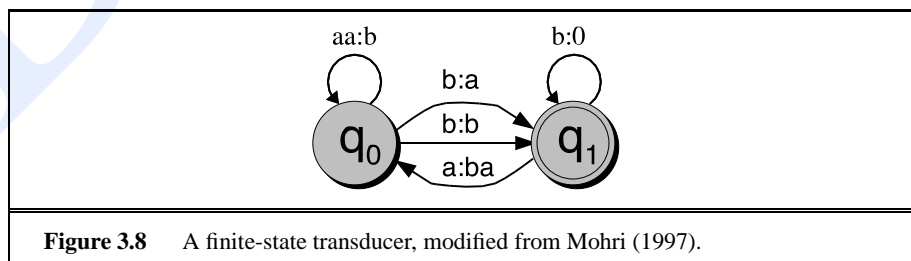 aa:b b:0
b:a
b:b
q0 q1
a:ba
Figure 3.8 A finite-state transducer, modified from Mohri (1997).